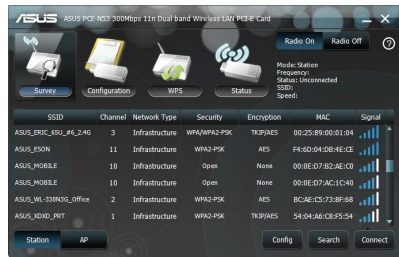 ASUS ASUS PCE-N53 300Mbps 11n Dual band Wireless LAN PCI-E Card
Radio On Radio Off
Mode: Station
Frequency:
Status: Unconnected
SSID:
Speed:
Survey Configuration WPS Status
SSID Channel Network Type Security Encryption MAC Signal
ASUS_ERIC_65U_#6_2.4G 3 Infrastructure WPA/WPA2-PSK TKIP/AES 00:25:89:00:01:04
ASUS_ESON 11 Infrastructure WPA2-PSK AES F4:6D:04:DB:4E:CE
ASUS_MOBILE 10 Infrastructure Open None 00:0E:D7:B2:AE:C0
ASUS_MOBILE 10 Infrastructure Open None 00:0E:D7:AC:1C:40
ASUS_WL-330N3G_Office 2 Infrastructure WPA2-PSK AES BC:AE:C5:73:8F:68
ASUS_XDXD_PRT 1 Infrastructure WPA2-PSK TKIP/AES 54:04:A6:C8:F5:54
Station AP Config Search Connect